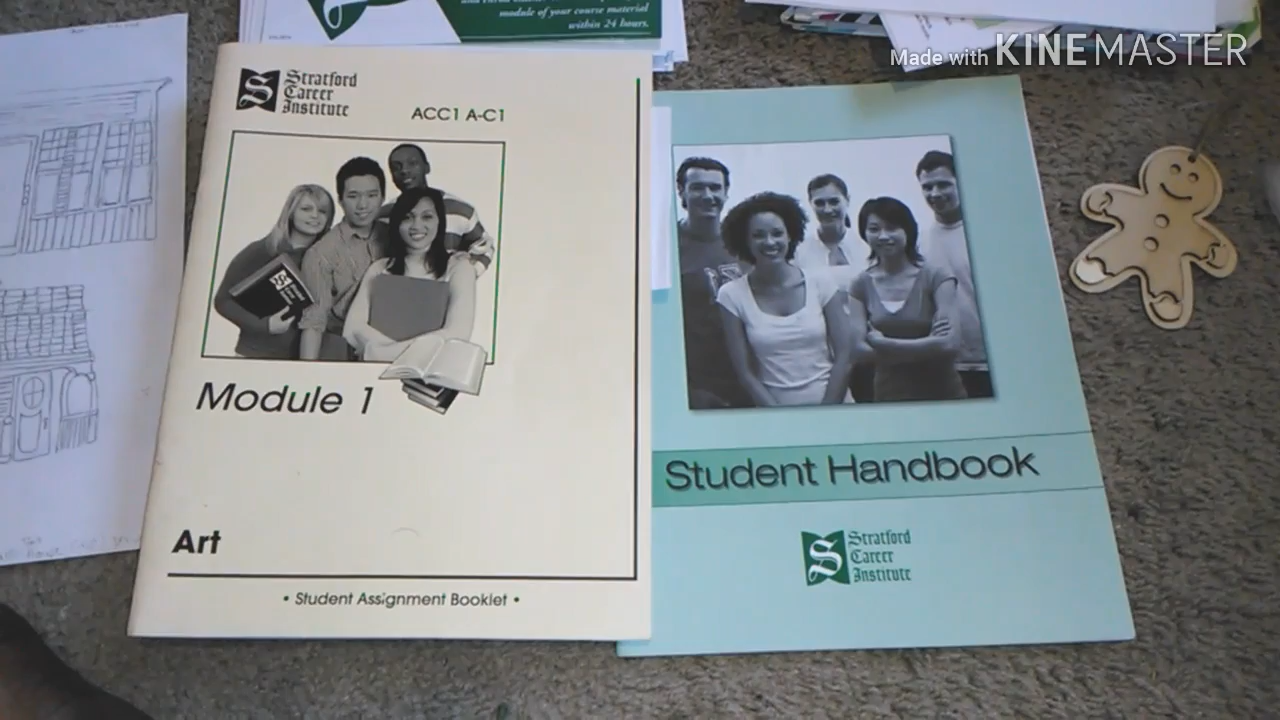 module of your course material
within 24 hours.
Made with KINEMASTER
S Stratford
Career
Institute
ACC1 A-C1
Module 1
Art
• Student Assignment Booklet •
Student Handbook
S Stratford
Career
Institute